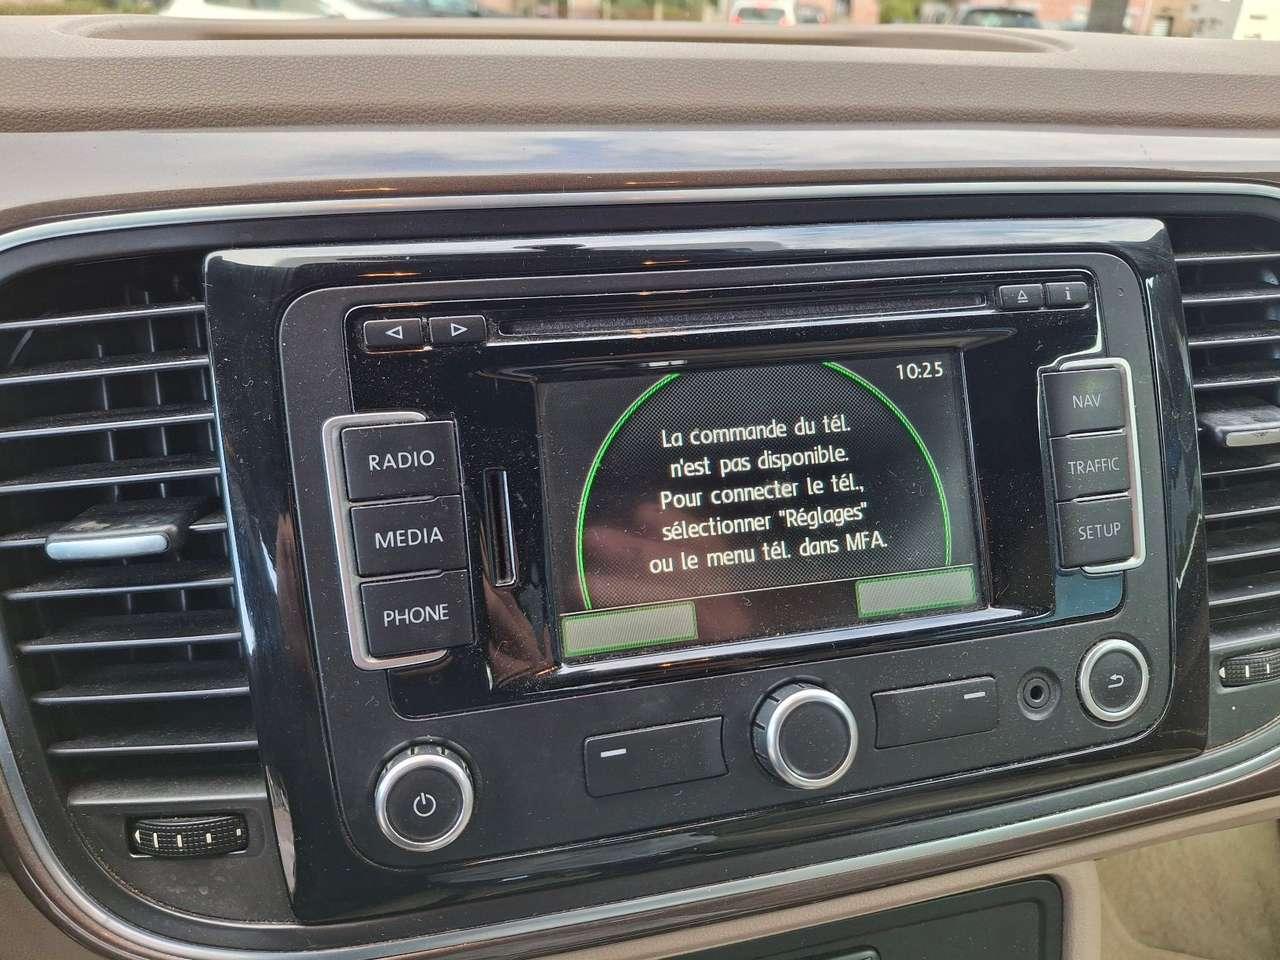 10:25
La commande du tél.
n'est pas disponible.
Pour connecter le tél.,
sélectionner "Réglages"
ou le menu tél. dans MFA.
RADIO
MEDIA
PHONE
NAV
TRAFFIC
SETUP
i